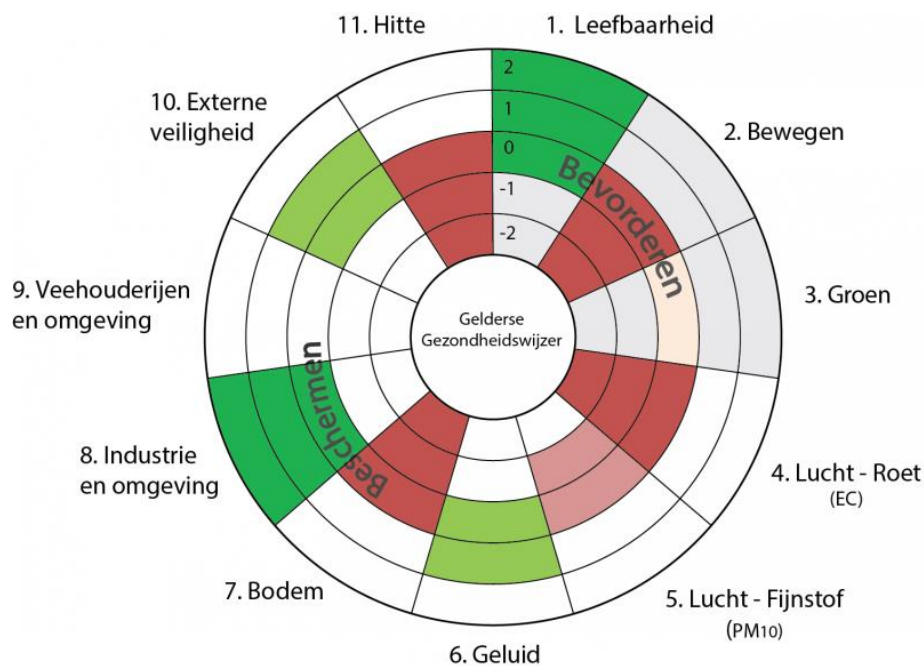 11. Hitte
1. Leefbaarheid
10. Externe
veiligheid
2. Bewegen
2
1
0
-1
-2
Bevorderen
9. Veehouderijen
en omgeving
Gelderse
Gezondheidswijzer
3. Groen
Beschermen
8. Industrie
en omgeving
4. Lucht - Roet
(EC)
7. Bodem
5. Lucht - Fijnstof
(PM10)
6. Geluid